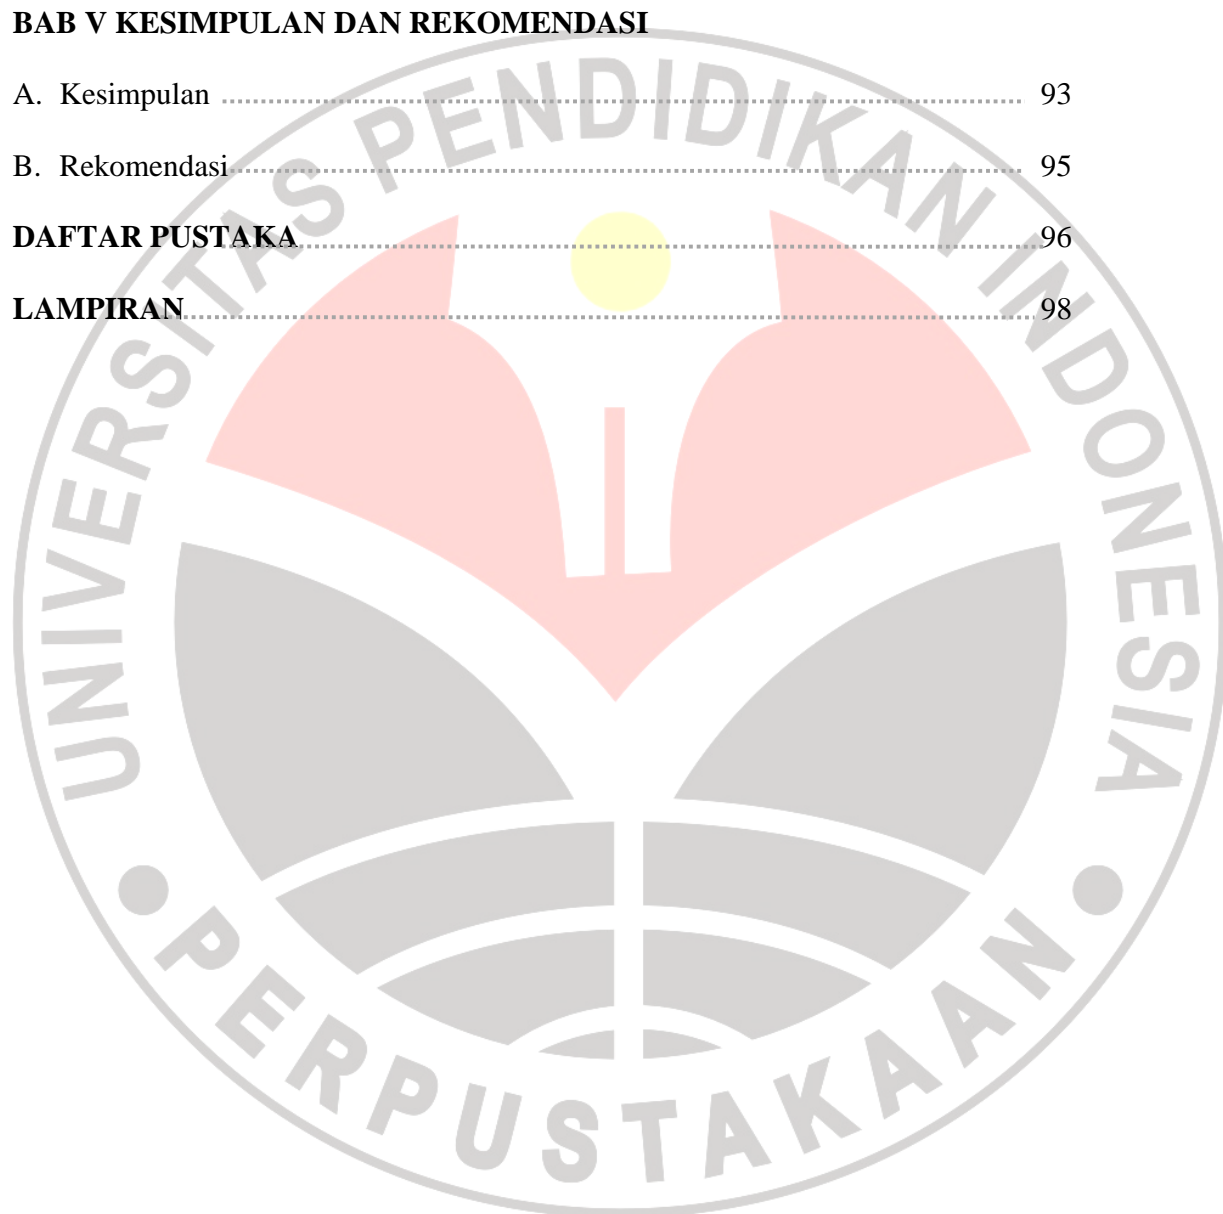 BAB V KESIMPULAN DAN REKOMENDASI
A. Kesimpulan ........................................ 93
B. Rekomendasi ........................................ 95
DAFTAR PUSTAKA ........................................ 96
LAMPIRAN ........................................ 98
UNIVERSITAS PENDIDIKAN INDONESIA
PERPUSTAKAAN